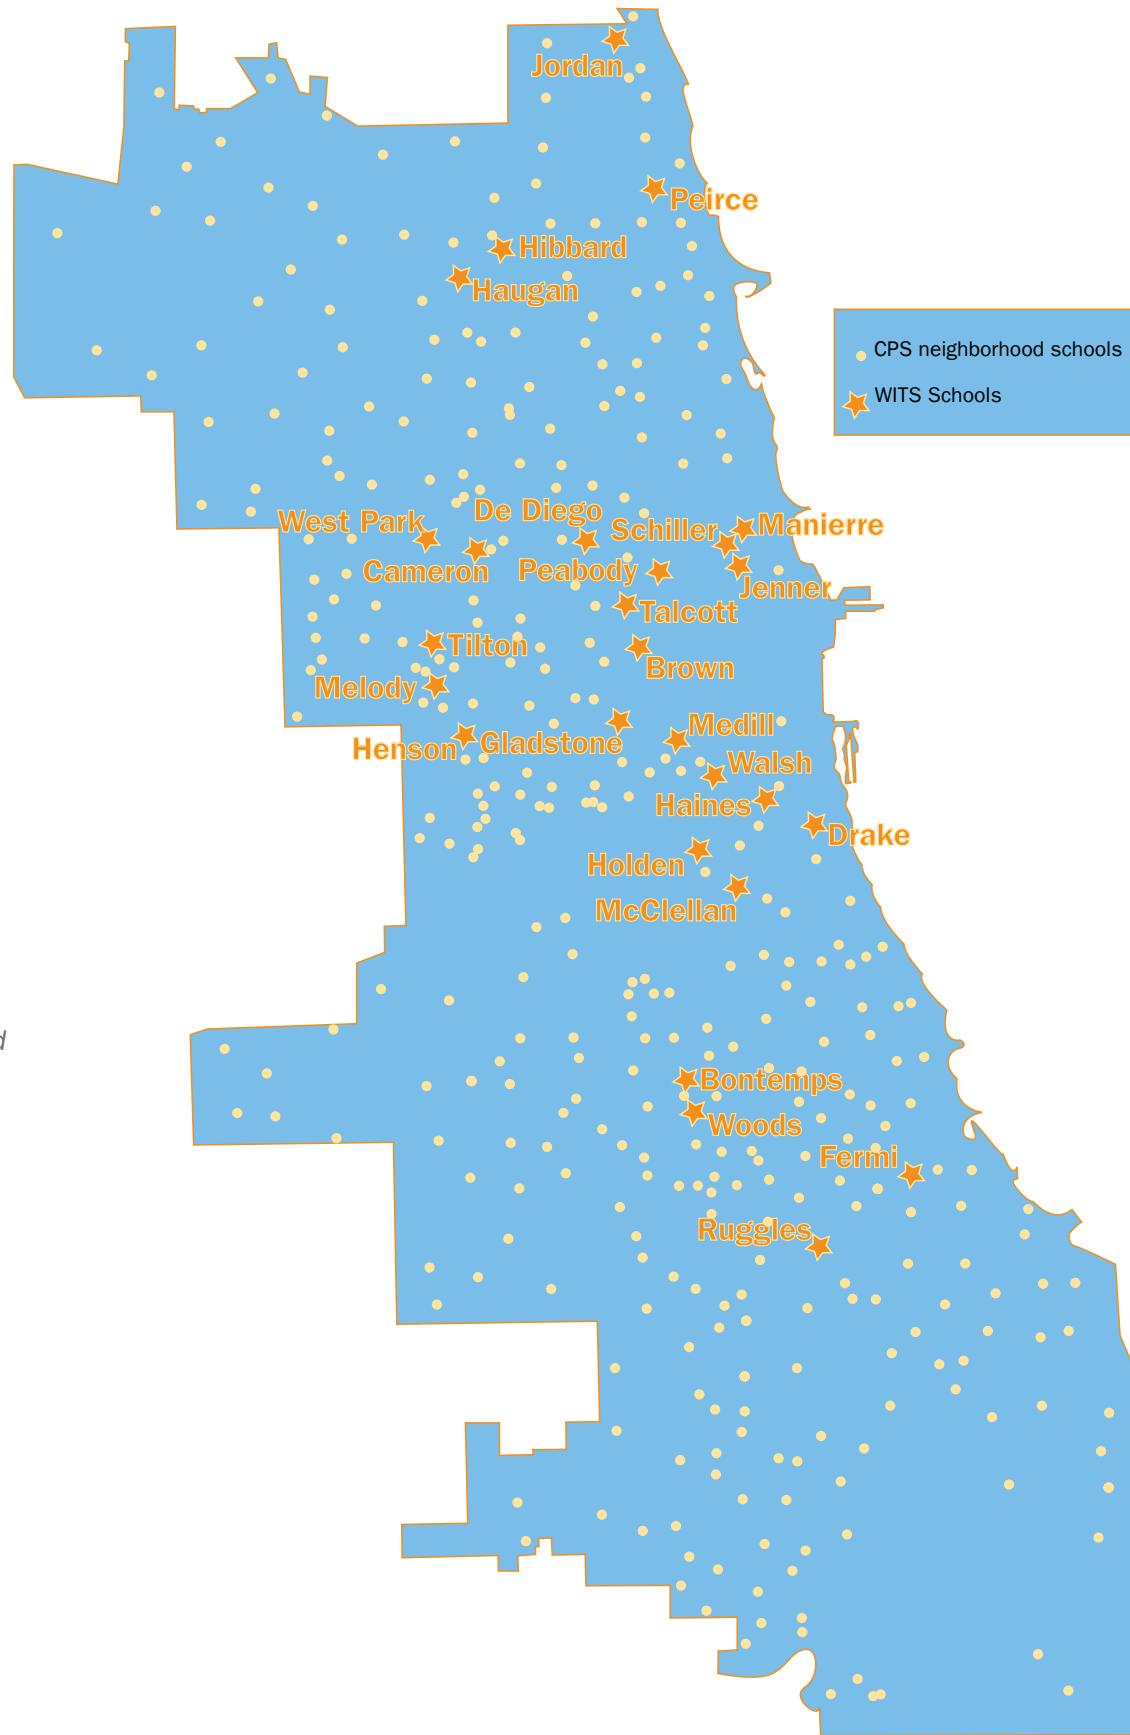 Jordan
Peirce
Hibbard
Haugan
CPS neighborhood schools
WITS Schools
De Diego
West Park
Schiller
Manierre
Cameron
Peabody
Jenner
Talcott
Tilton
Brown
Melody
Medill
Henson
Gladstone
Walsh
Haines
Drake
Holden
McClellan
d
Bontemps
Woods
Fermi
Ruggles